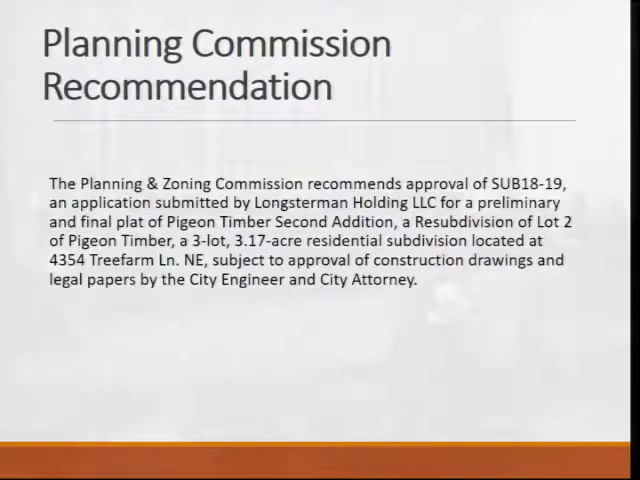 Planning Commission
Recommendation
The Planning & Zoning Commission recommends approval of SUB18-19,
an application submitted by Longsterman Holding LLC for a preliminary
and final plat of Pigeon Timber Second Addition, a Resubdivision of Lot 2
of Pigeon Timber, a 3-lot, 3.17-acre residential subdivision located at
4354 Treefarm Ln. NE, subject to approval of construction drawings and
legal papers by the City Engineer and City Attorney.